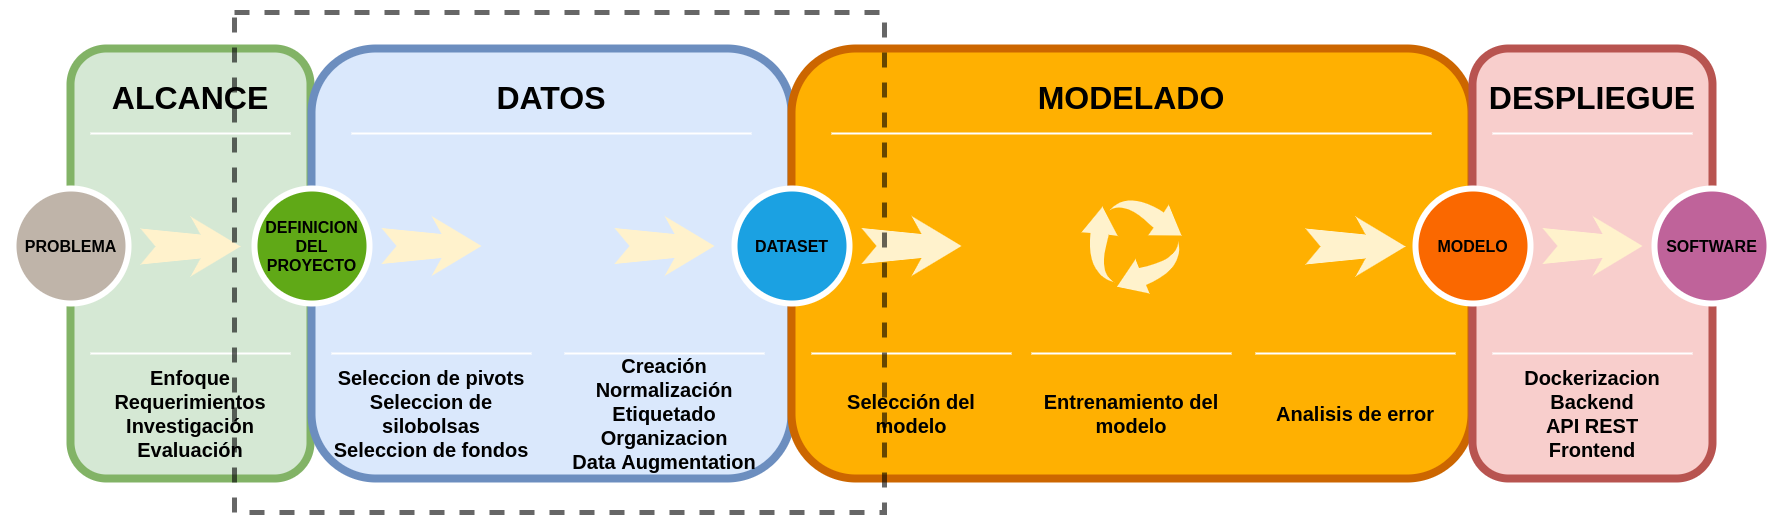 ALCANCE
DATOS
MODELADO
DESPLIEGUE
PROBLEMA
DEFINICION
DEL
PROYECTO
DATASET
MODELO
SOFTWARE
Enfoque
Requerimientos
Investigación
Evaluación
Seleccion de pivots
Seleccion de
silobolsas
Seleccion de fondos
Creación
Normalización
Etiquetado
Organizacion
Data Augmentation
Selección del
modelo
Entrenamiento del
modelo
Analisis de error
Dockerizacion
Backend
API REST
Frontend